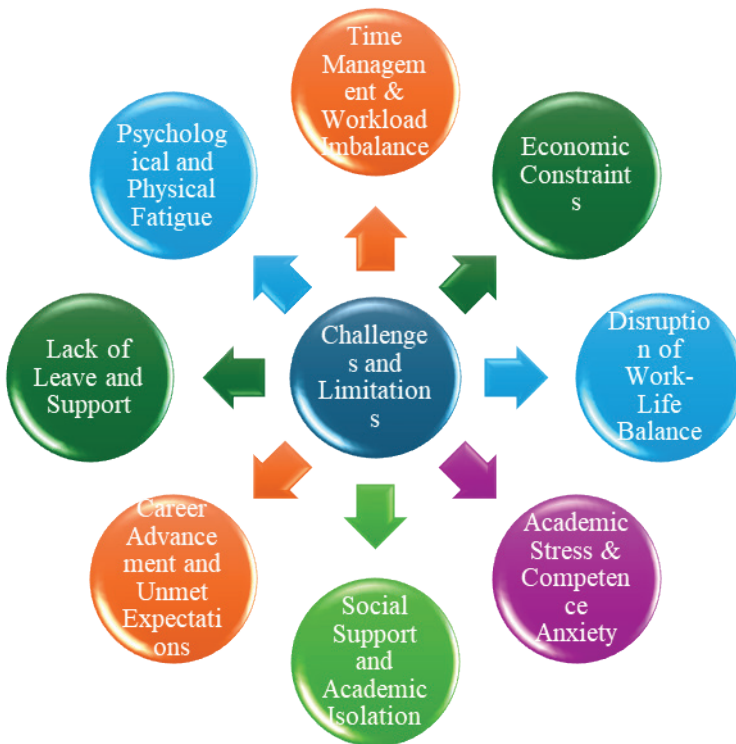 Time
Managem
ent &
Workload
Imbalance
Psycholog
ical and
Physical
Fatigue
Economic
Constraint
s
Lack of
Leave and
Support
Challenge
s and
Limitation
s
Disruptio
n of
Work-
Life
Balance
Career
Advance
ment and
Unmet
Expectati
ons
Academic
Stress &
Competen
ce
Anxiety
Social
Support
and
Academic
Isolation